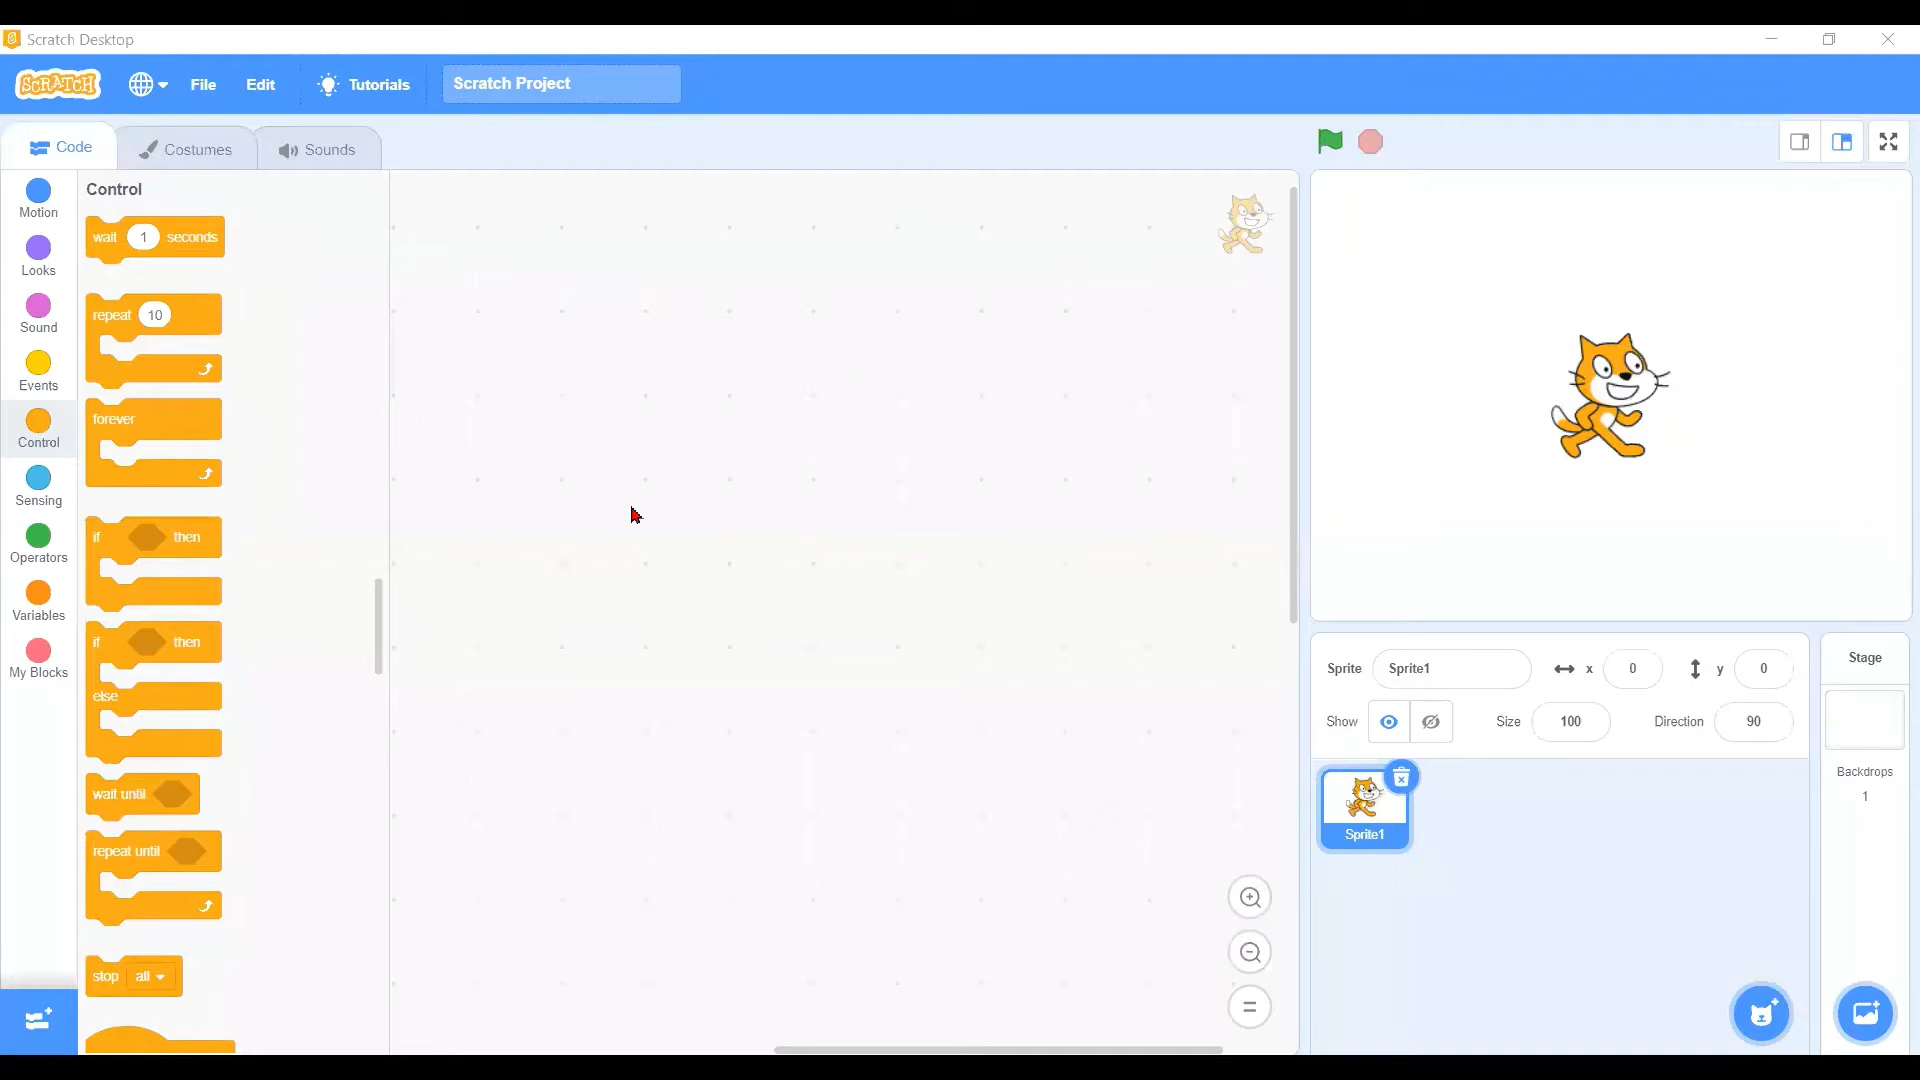 Scratch Desktop
SCRATCH File Edit Tutorials Scratch Project
Code Costumes Sounds
Motion
Looks
Sound
Events
Control
Sensing
Operators
Variables
My Blocks
Control
wait 1 seconds
repeat 10
forever
if then
if then
else
wait until
repeat until
stop all
Sprite Sprite1 x 0 y 0
Show Size 100 Direction 90
Sprite1
Stage
Backdrops
1